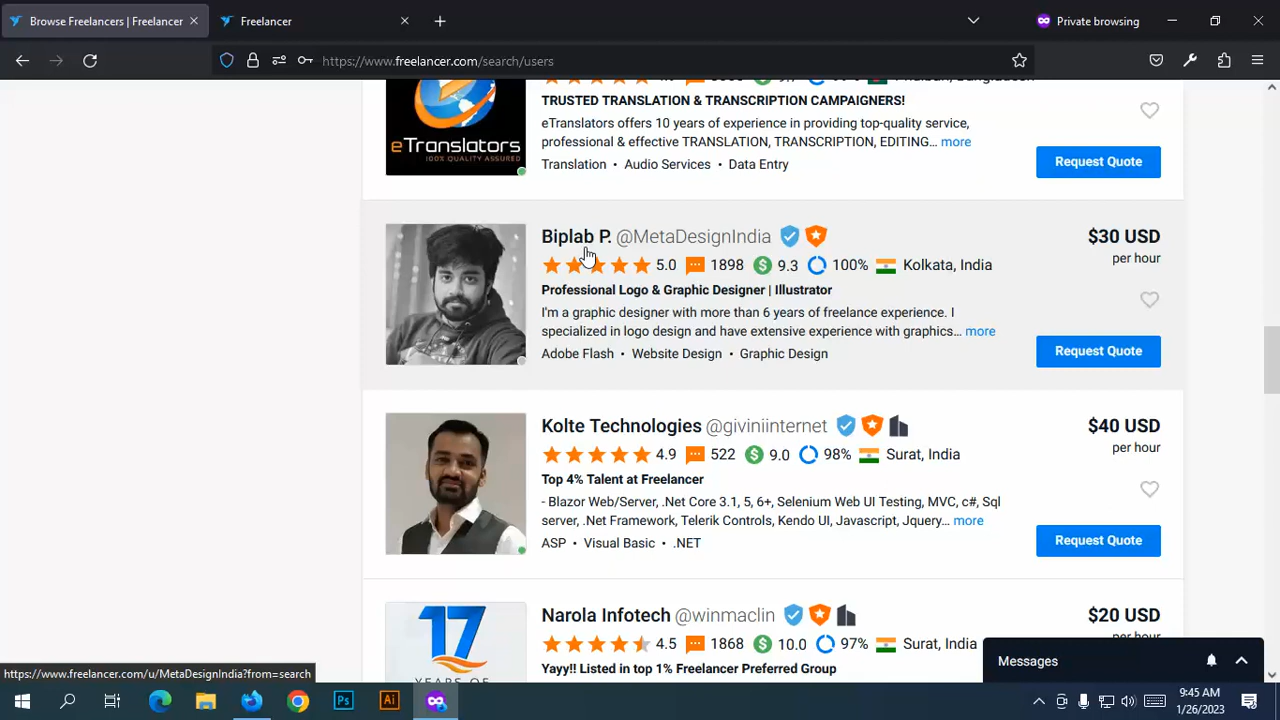 Browse Freelancers | Freelancer
Freelancer
Private browsing
https://www.freelancer.com/search/users
TRUSTED TRANSLATION & TRANSCRIPTION CAMPAIGNERS!
eTranslators offers 10 years of experience in providing top-quality service,
professional & effective TRANSLATION, TRANSCRIPTION, EDITING... more
Translation • Audio Services • Data Entry
Request Quote
eTranslators
100% QUALITY ASSURED
Biplab P. @MetaDesignIndia
$30 USD
per hour
5.0 1898 9.3 100% Kolkata, India
Professional Logo & Graphic Designer | Illustrator
I'm a graphic designer with more than 6 years of freelance experience. I
specialized in logo design and have extensive experience with graphics... more
Adobe Flash • Website Design • Graphic Design
Request Quote
Kolte Technologies @giviniinternet
$40 USD
per hour
4.9 522 9.0 98% Surat, India
Top 4% Talent at Freelancer
- Blazor Web/Server, .Net Core 3.1, 5, 6+, Selenium Web UI Testing, MVC, c#, Sql
server, .Net Framework, Telerik Controls, Kendo UI, Javascript, Jquery... more
ASP • Visual Basic • .NET
Request Quote
17
YEARS OF
Narola Infotech @winmaclin
$20 USD
4.5 1868 10.0 97% Surat, India
Yayy!! Listed in top 1% Freelancer Preferred Group
Messages
https://www.freelancer.com/u/MetaDesignIndia?from=search
Ps
Ai
9:45 AM
1/26/2023